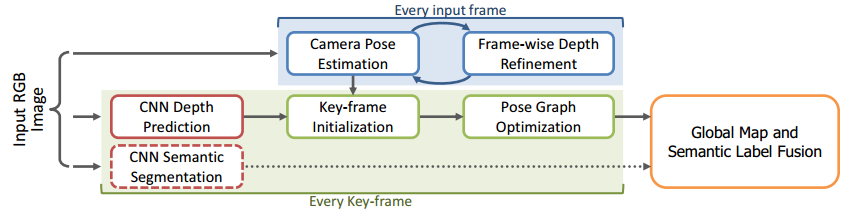 Every input frame
Camera Pose
Estimation
Frame-wise Depth
Refinement
Input RGB
Image
CNN Depth
Prediction
Key-frame
Initialization
Pose Graph
Optimization
Global Map and
Semantic Label Fusion
CNN Semantic
Segmentation
Every Key-frame